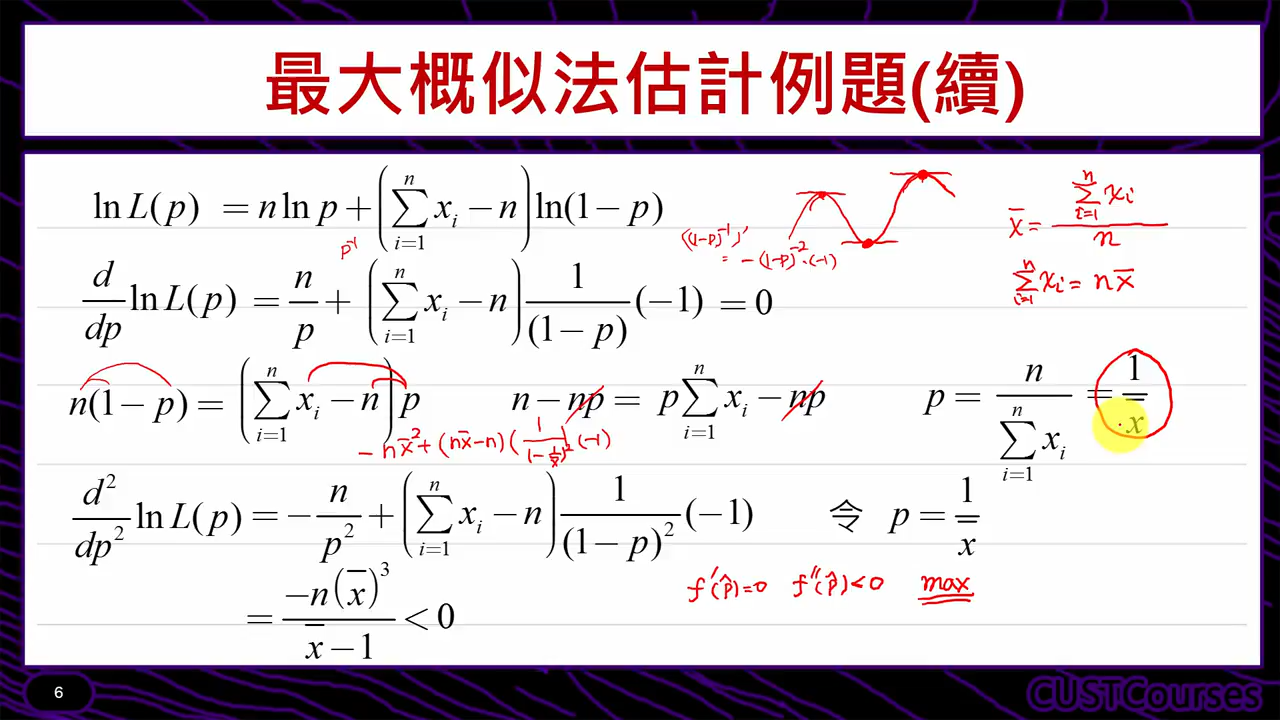 最大概似法估計例題(續)
ln L(p) = n ln p + (∑_{i=1}^{n} x_i − n) ln(1 − p)
p⁻¹
((1-p)⁻¹)'
= −(1-p)⁻²·(−1)
x̄ = ∑_{i=1}^{n} x_i / n
∑_{i=1}^{n} x_i = n x̄
d/dp ln L(p) = n/p + (∑_{i=1}^{n} x_i − n) 1/(1 − p) (−1) = 0
n(1 − p) = (∑_{i=1}^{n} x_i − n) p   n − np = p ∑_{i=1}^{n} x_i − np   p = n / ∑_{i=1}^{n} x_i = 1/x̄
− n x̄² + (n x̄ − n)(1/(1 − 1/x̄)²)(−1)
d²/dp² ln L(p) = − n/p² + (∑_{i=1}^{n} x_i − n) 1/(1 − p)² (−1)   令 p = 1/x̄
f'(p̂)=0   f''(p̂)<0   max
= −n(x̄)³ / (x̄ − 1) < 0
6
CUSTCourses